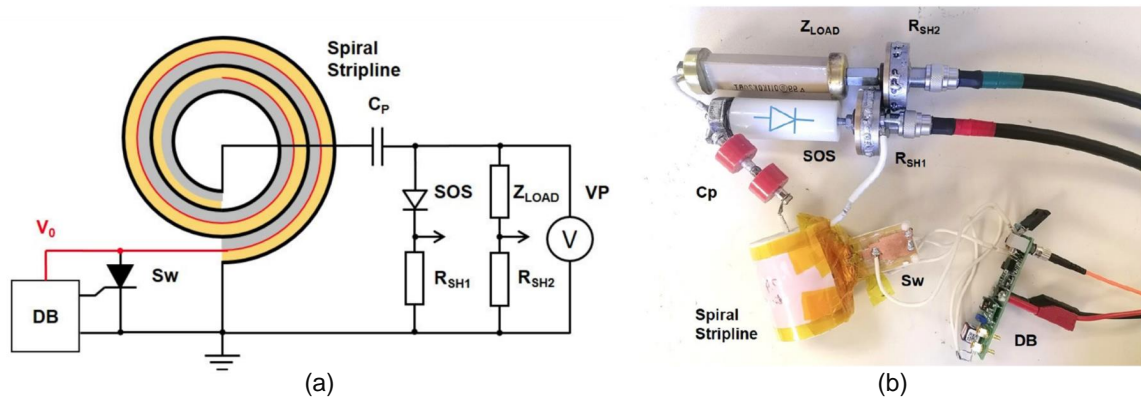 Spiral
Stripline
C_P
SOS
Z_LOAD
VP
V
V_0
Sw
R_SH1
R_SH2
DB
(a)
Z_LOAD
R_SH2
SOS
R_SH1
Cp
Sw
Spiral
Stripline
DB
(b)